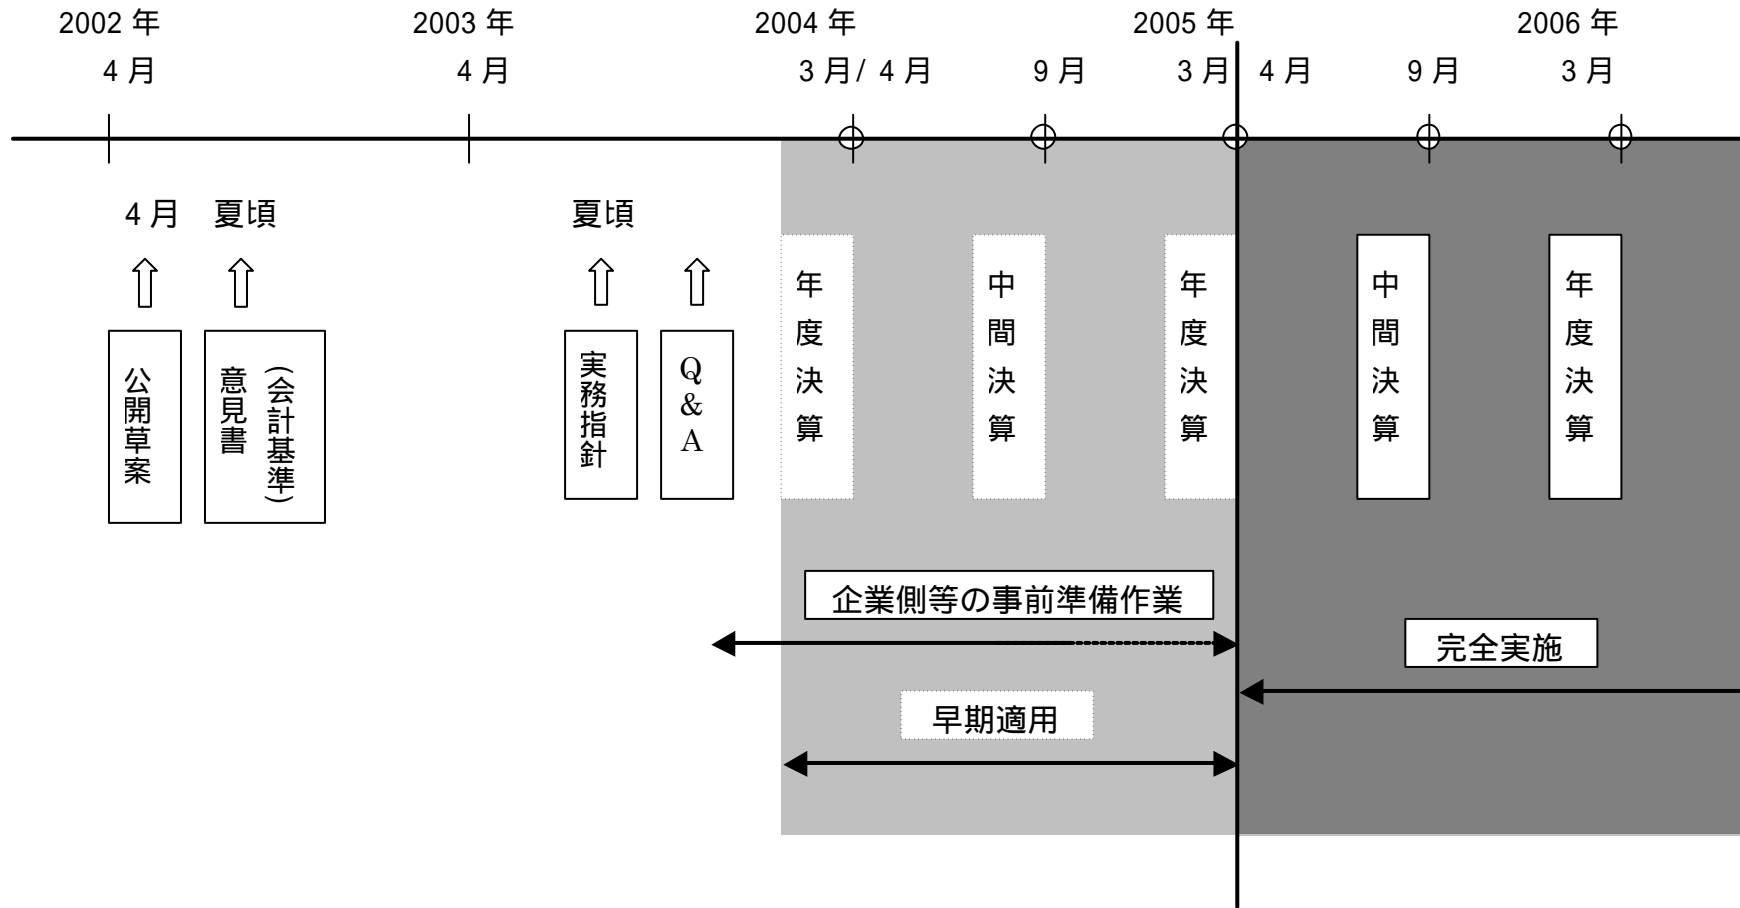 2002 年
2003 年
2004 年
2005 年
2006 年
4 月
4 月
3 月/ 4 月
9 月
3 月
4 月
9 月
3 月
4 月
夏頃
夏頃
公開草案
(会計基準)
意見書
実務指針
Q&A
年度決算
中間決算
年度決算
中間決算
年度決算
企業側等の事前準備作業
完全実施
早期適用